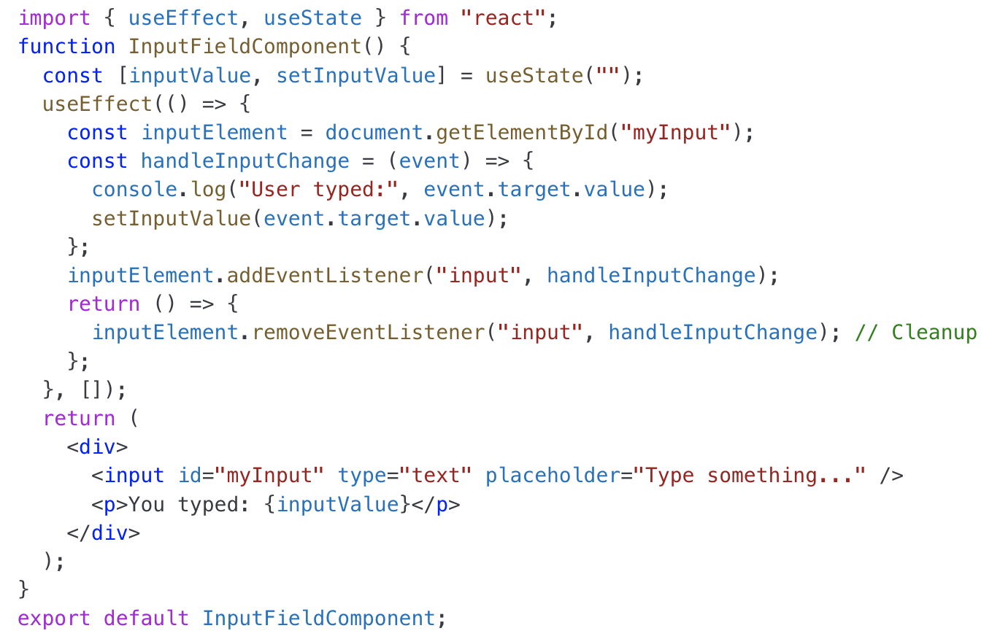 import { useEffect, useState } from "react";
function InputFieldComponent() {
  const [inputValue, setInputValue] = useState("");
  useEffect(() => {
    const inputElement = document.getElementById("myInput");
    const handleInputChange = (event) => {
      console.log("User typed:", event.target.value);
      setInputValue(event.target.value);
    };
    inputElement.addEventListener("input", handleInputChange);
    return () => {
      inputElement.removeEventListener("input", handleInputChange); // Cleanup
    };
  }, []);
  return (
    <div>
      <input id="myInput" type="text" placeholder="Type something..." />
      <p>You typed: {inputValue}</p>
    </div>
  );
}
export default InputFieldComponent;